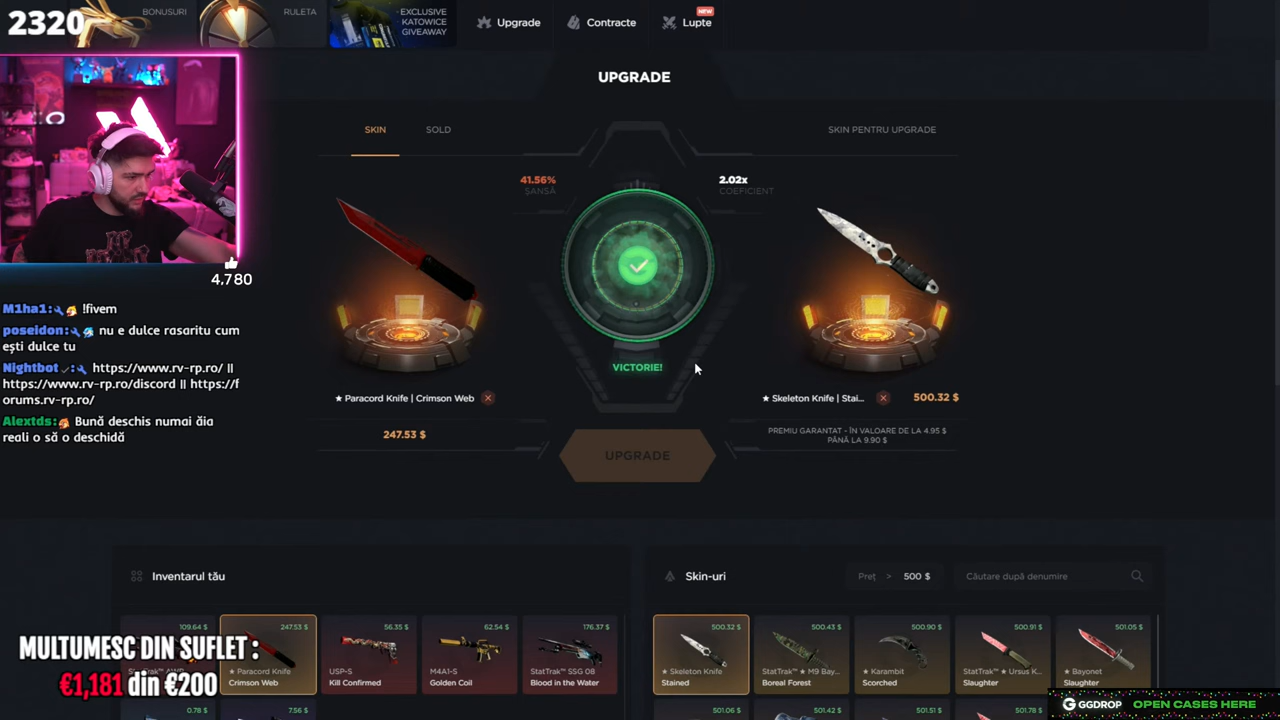 2320
BONUSURI
RULETA
EXCLUSIVE
KATOWICE
GIVEAWAY
Upgrade
Contracte
NEW
Lupte
UPGRADE
SKIN
SOLD
SKIN PENTRU UPGRADE
41.56%
ȘANSĂ
2.02x
COEFICIENT
4,780
VICTORIE!
M1ha1: !fivem
poseidon: nu e dulce rasaritu cum
ești dulce tu
Nightbot: https://www.rv-rp.ro/ ||
https://www.rv-rp.ro/discord || https://f
orums.rv-rp.ro/
Alextds: Bună deschis numai ăia
reali o să o deschidă
★ Paracord Knife | Crimson Web
247.53 $
★ Skeleton Knife | Stai...
500.32 $
PREMIU GARANTAT - ÎN VALOARE DE LA 4.95 $
PÂNĂ LA 9.90 $
UPGRADE
Inventarul tău
Skin-uri
Preț > 500 $
Căutare după denumire
109.64 $
StatTrak™ AWP
247.53 $
★ Paracord Knife
Crimson Web
56.35 $
USP-S
Kill Confirmed
62.54 $
M4A1-S
Golden Coil
176.37 $
StatTrak™ SSG 08
Blood in the Water
500.32 $
★ Skeleton Knife
Stained
500.43 $
StatTrak™ ★ M9 Bay...
Boreal Forest
500.90 $
★ Karambit
Scorched
500.91 $
StatTrak™ ★ Ursus K...
Slaughter
501.05 $
★ Bayonet
Slaughter
MULTUMESC DIN SUFLET :
€1,181 din €200
0.78 $
7.56 $
501.06 $
501.42 $
501.51 $
501.78 $
GGDROP
OPEN CASES HERE